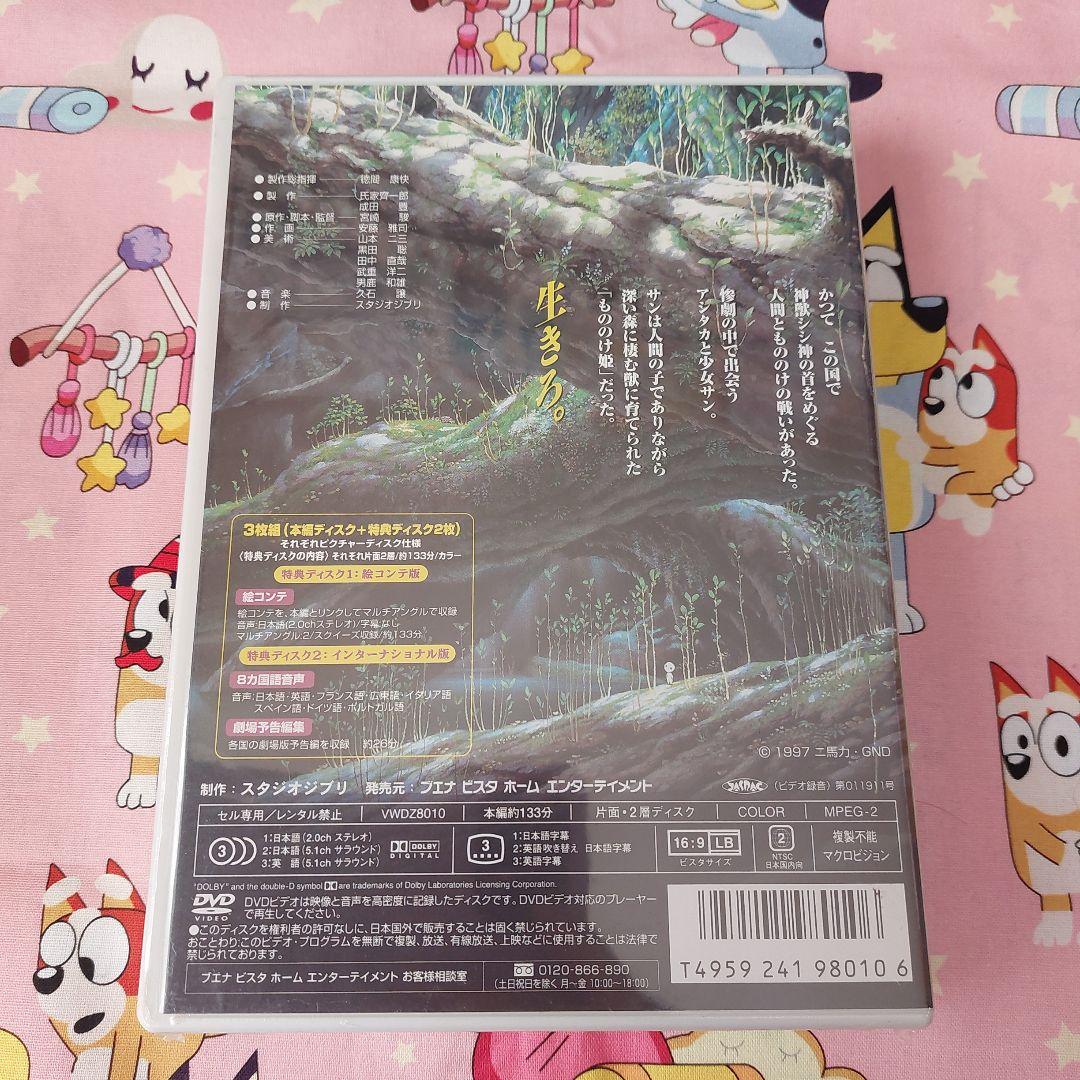 ●製作総指揮――徳間 康快
●製 作――氏家齊一郎
成田 豊
●原作・脚本・監督――宮崎 駿
●作 画――安藤 雅司
●美 術――山本 二三
黒田 聡
田中 直哉
武重 洋二
男鹿 和雄
●音 楽――久石 譲
●制 作――スタジオジブリ
かつて この国で
神獣シシ神の首をめぐる
人間ともののけの戦いがあった。
惨劇の中で出会う
アシタカと少女サン。
サンは人間の子でありながら
深い森に棲む獣に育てられた
「もののけ姫」だった。
生きろ。
3枚組(本編ディスク+特典ディスク2枚)
それぞれピクチャーディスク仕様
〈特典ディスクの内容〉それぞれ片面2層/約133分/カラー
特典ディスク1:絵コンテ版
絵コンテ
絵コンテを、本編とリンクしてマルチアングルで収録
音声:日本語(2.0chステレオ)/字幕:なし
マルチアングル:2/スクイーズ収録/約133分
特典ディスク2:インターナショナル版
8カ国語音声
音声:日本語・英語・フランス語・広東語・イタリア語
スペイン語・ドイツ語・ポルトガル語
劇場予告編集
各国の劇場版予告編を収録 約26分
© 1997 二馬力・GND
制作:スタジオジブリ 発売元:ブエナ ビスタ ホーム エンターテイメント
JASRAC (ビデオ録音) 第011911号
セル専用/レンタル禁止 VWDZ8010 本編約133分 片面・2層ディスク COLOR MPEG-2
3 1:日本語(2.0ch ステレオ)
2:日本語(5.1ch サラウンド)
3:英 語(5.1ch サラウンド)
DOLBY
DIGITAL
3 1:日本語字幕
2:英語吹き替え 日本語字幕
3:英語字幕
16:9 LB
ビスタサイズ
2
NTSC
日本国内向
複製不能
マクロビジョン
"DOLBY" and the double-D symbol are trademarks of Dolby Laboratories Licensing Corporation.
DVD
VIDEO
DVDビデオは映像と音声を高密度に記録したディスクです。DVDビデオ対応のプレーヤー
で再生してください。
●このディスクを権利者の許可なしに、日本国外で販売することは固く禁じられています。
おことわり:このビデオ・プログラムを無断で複製、放送、有線放送、上映などに使用することは法律で
禁じられております。
ブエナ ビスタ ホーム エンターテイメント お客様相談室
0120-866-890
(土日祝日を除く 月〜金 10:00〜18:00)
T4959 241 98010 6